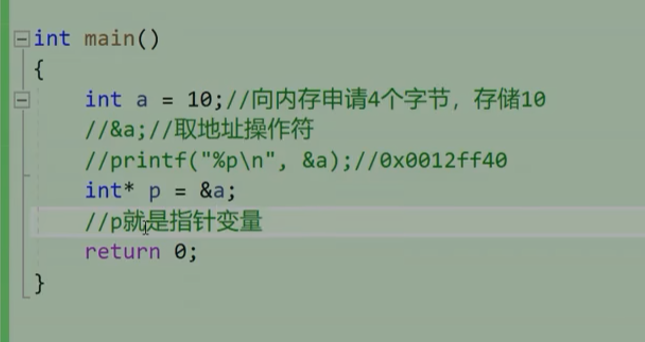 int main()
{
int a = 10;//向内存申请4个字节，存储10
//&a;//取地址操作符
//printf("%p\n", &a);//0x0012ff40
int* p = &a;
//p就是指针变量
return 0;
}